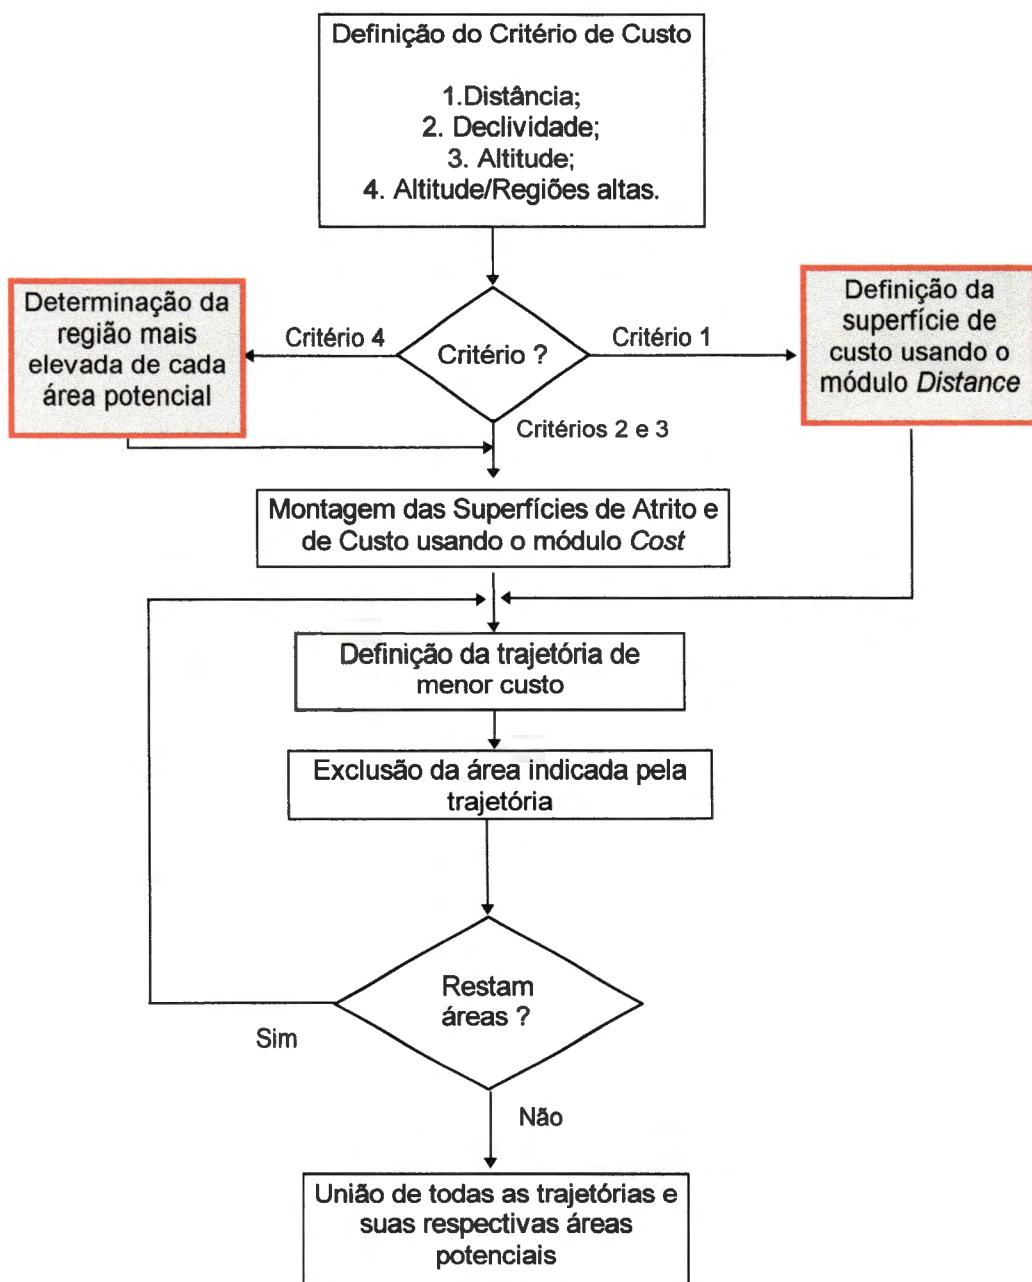 Definição do Critério de Custo
1.Distância;
2. Declividade;
3. Altitude;
4. Altitude/Regiões altas.
Determinação da
região mais
elevada de cada
área potencial
Critério 4
Critério ?
Critério 1
Definição da
superfície de
custo usando o
módulo Distance
Critérios 2 e 3
Montagem das Superfícies de Atrito e
de Custo usando o módulo Cost
Definição da trajetória de
menor custo
Exclusão da área indicada pela
trajetória
Restam
áreas ?
Sim
Não
União de todas as trajetórias e
suas respectivas áreas
potenciais